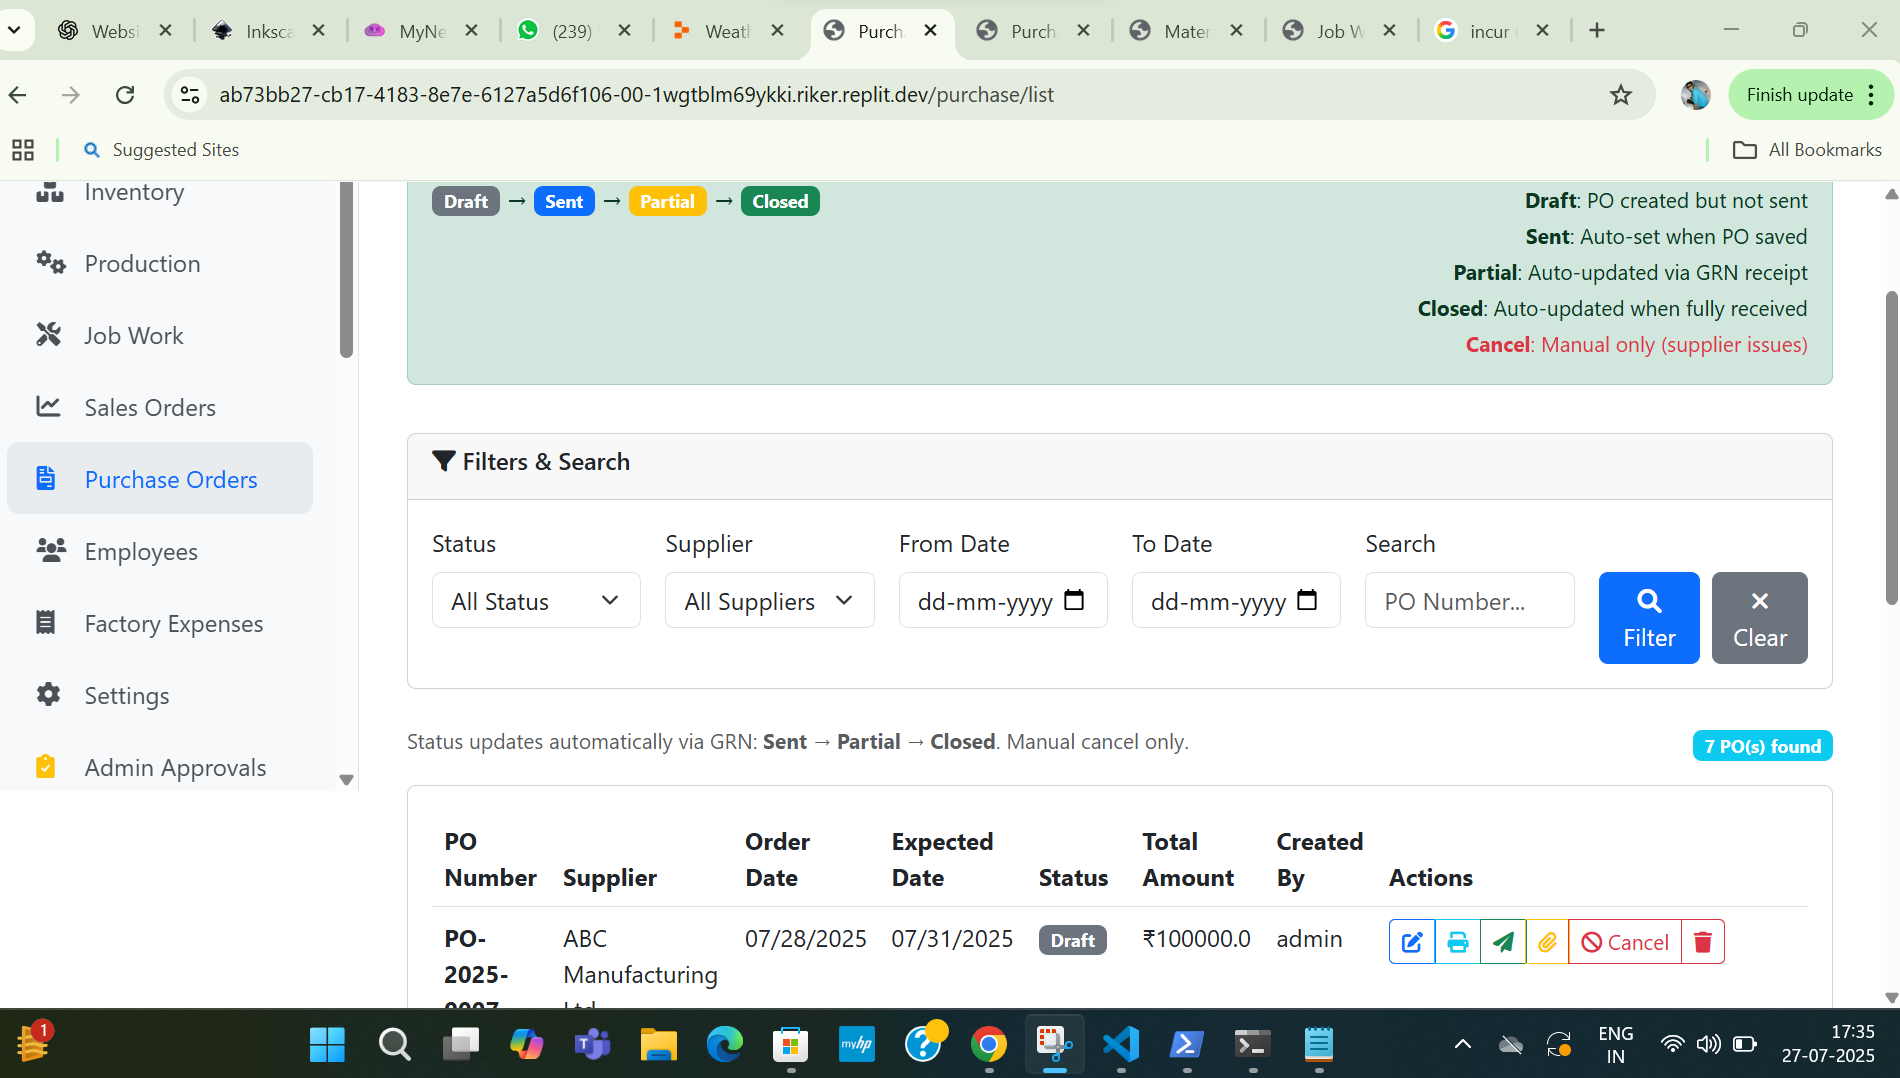 Websi
Inksca
MyNe
(239)
Weath
Purch
Purch
Mater
Job W
incur
ab73bb27-cb17-4183-8e7e-6127a5d6f106-00-1wgtblm69ykki.riker.replit.dev/purchase/list
Finish update
Suggested Sites
All Bookmarks
Inventory
Production
Job Work
Sales Orders
Purchase Orders
Employees
Factory Expenses
Settings
Admin Approvals
Draft → Sent → Partial → Closed
Draft: PO created but not sent
Sent: Auto-set when PO saved
Partial: Auto-updated via GRN receipt
Closed: Auto-updated when fully received
Cancel: Manual only (supplier issues)
Filters & Search
Status
All Status
Supplier
All Suppliers
From Date
dd-mm-yyyy
To Date
dd-mm-yyyy
Search
PO Number...
Filter
Clear
Status updates automatically via GRN: Sent → Partial → Closed. Manual cancel only.
7 PO(s) found
PO Number Supplier Order Date Expected Date Status Total Amount Created By Actions
PO-2025-0007 ABC Manufacturing Ltd 07/28/2025 07/31/2025 Draft ₹100000.0 admin Cancel
1
myhp
ENG
IN
17:35
27-07-2025